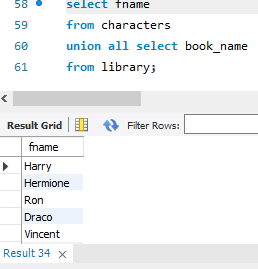 58 select fname
59 from characters
60 union all select book_name
61 from library;
Result Grid Filter Rows:
fname
Harry
Hermione
Ron
Draco
Vincent
Result 34 ×